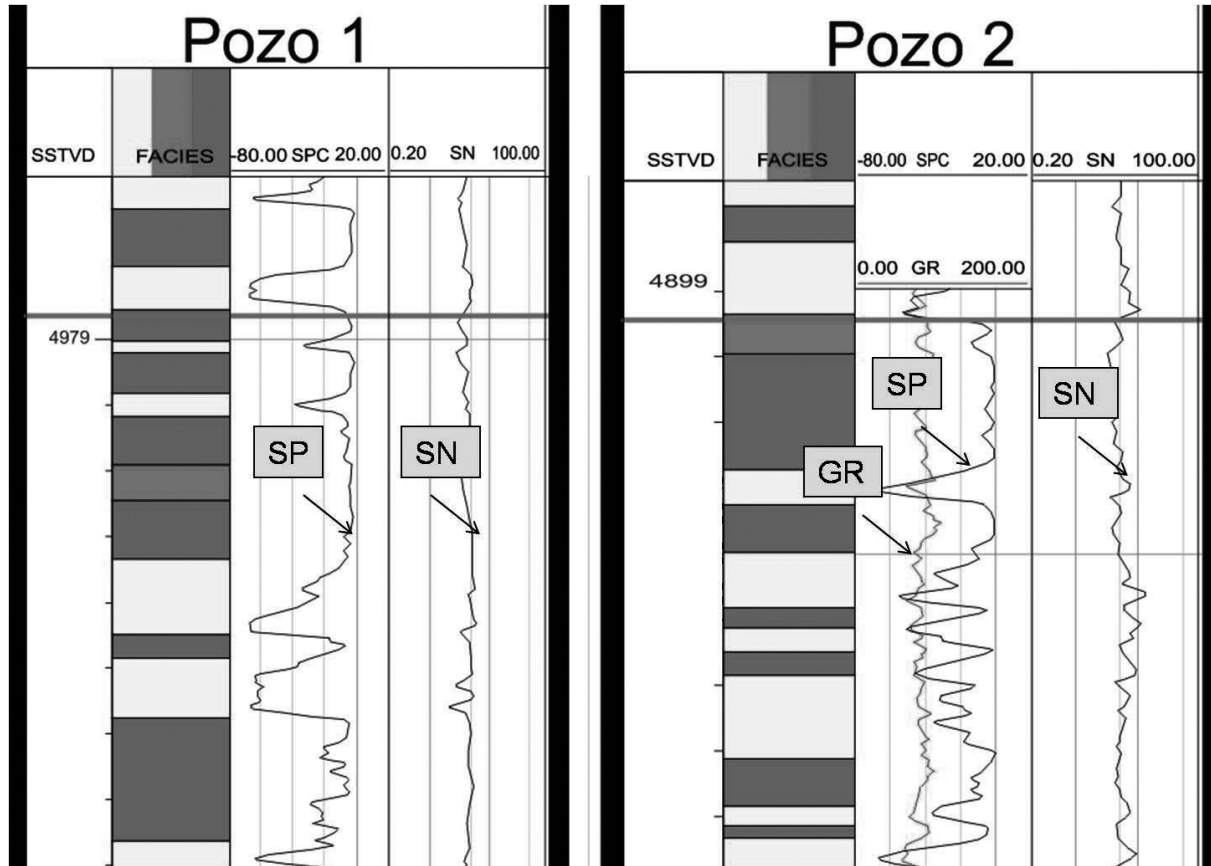 Pozo 1
SSTVD FACIES -80.00 SPC 20.00 0.20 SN 100.00
4979
SP
SN
Pozo 2
SSTVD FACIES -80.00 SPC 20.00 0.20 SN 100.00
0.00 GR 200.00
4899
SP
SN
GR